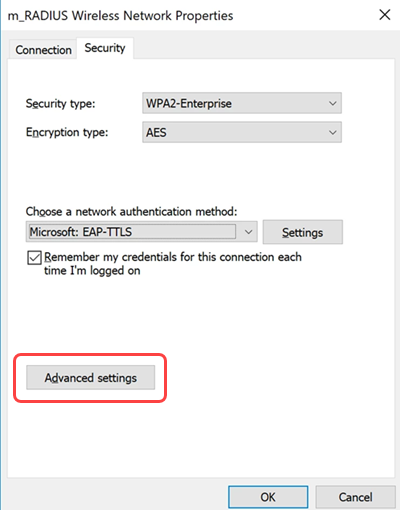 m_RADIUS Wireless Network Properties
Connection
Security
Security type:
WPA2-Enterprise
Encryption type:
AES
Choose a network authentication method:
Microsoft: EAP-TTLS
Settings
Remember my credentials for this connection each
time I'm logged on
Advanced settings
OK
Cancel